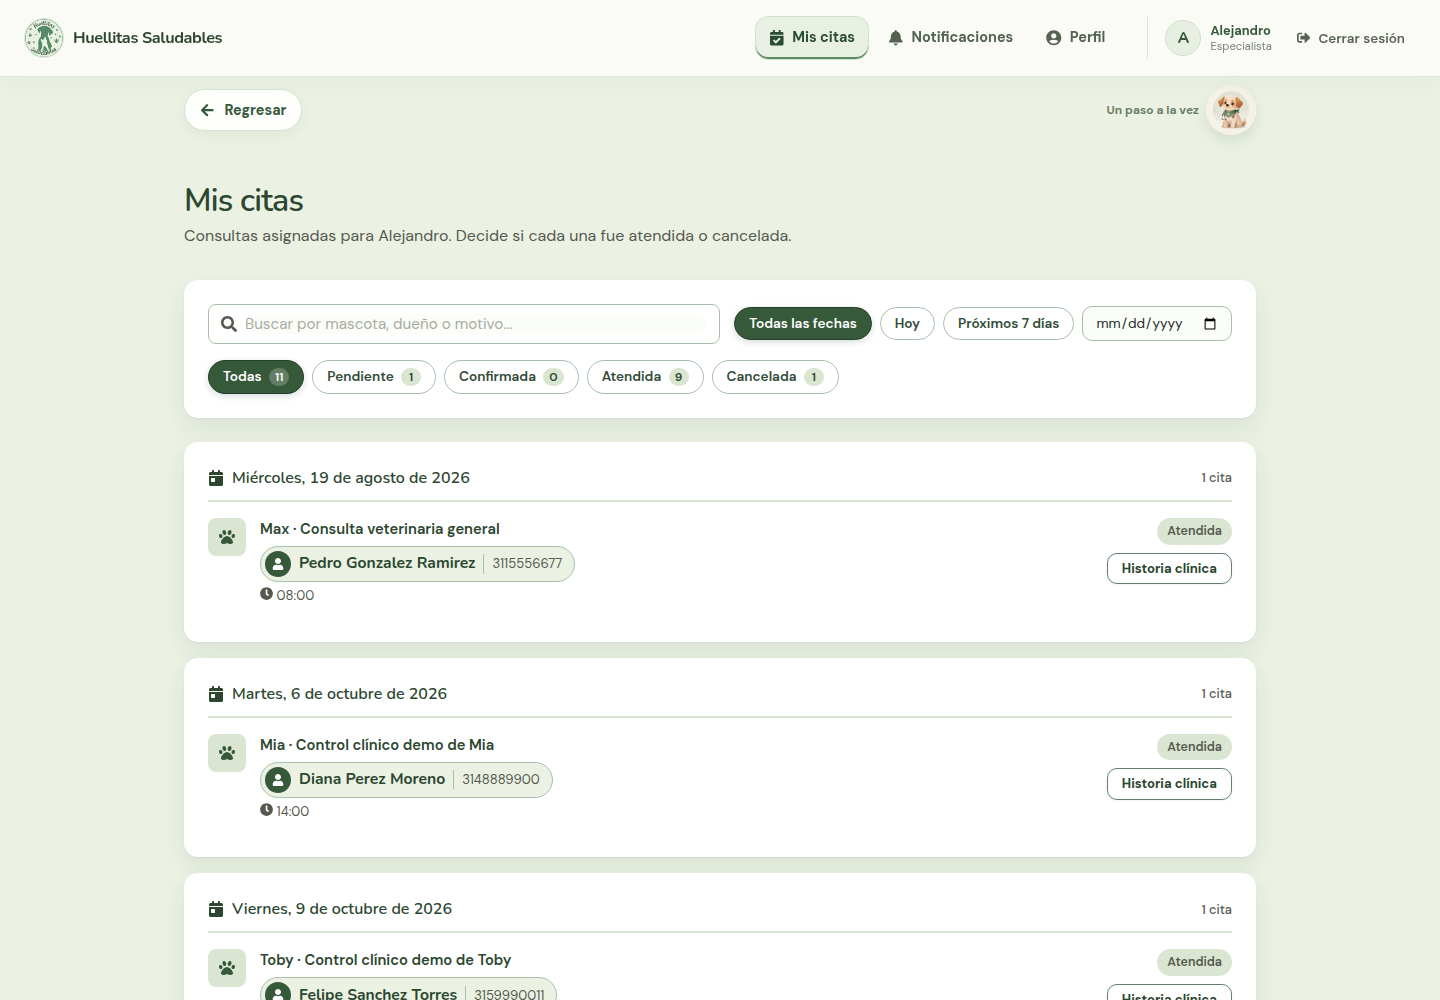 Huellitas Saludables
Mis citas
Notificaciones
Perfil
A
Alejandro
Especialista
Cerrar sesión
Regresar
Un paso a la vez
Mis citas
Consultas asignadas para Alejandro. Decide si cada una fue atendida o cancelada.
Buscar por mascota, dueño o motivo...
Todas las fechas
Hoy
Próximos 7 días
mm/dd/yyyy
Todas 11
Pendiente 1
Confirmada 0
Atendida 9
Cancelada 1
Miércoles, 19 de agosto de 2026
1 cita
Max · Consulta veterinaria general
Atendida
Pedro Gonzalez Ramirez 3115556677
Historia clínica
08:00
Martes, 6 de octubre de 2026
1 cita
Mia · Control clínico demo de Mia
Atendida
Diana Perez Moreno 3148889900
Historia clínica
14:00
Viernes, 9 de octubre de 2026
1 cita
Toby · Control clínico demo de Toby
Atendida
Felipe Sanchez Torres 3159990011
Historia clínica